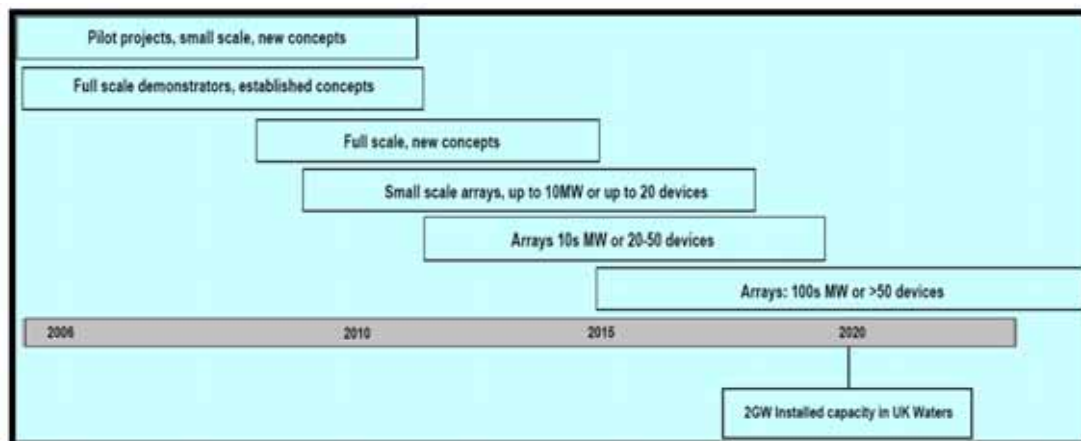 Pilot projects, small scale, new concepts
Full scale demonstrators, established concepts
Full scale, new concepts
Small scale arrays, up to 10MW or up to 20 devices
Arrays 10s MW or 20-50 devices
Arrays: 100s MW or >50 devices
2006 2010 2015 2020
2GW Installed capacity in UK Waters